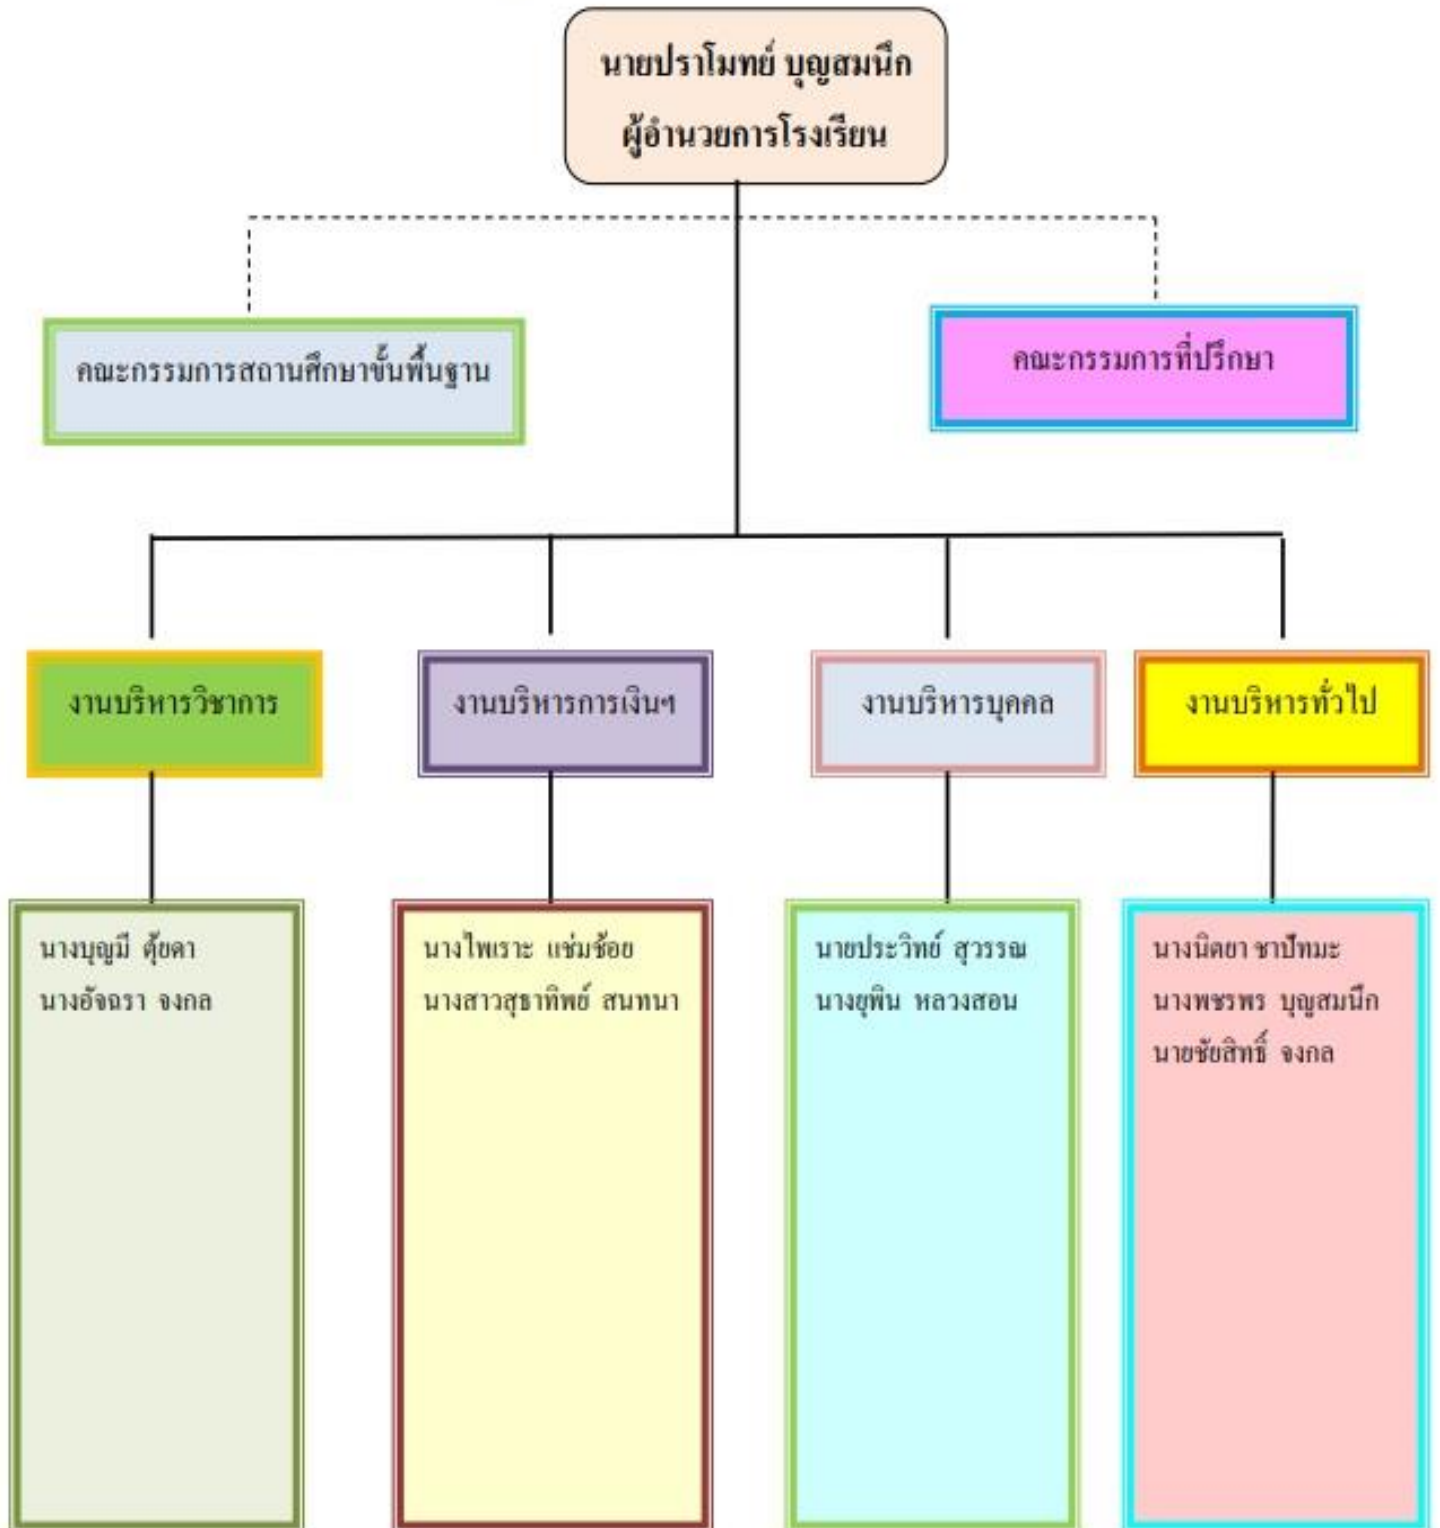 นายปราโมทย์ บุญสมนึก
ผู้อำนวยการโรงเรียน
คณะกรรมการสถานศึกษาขั้นพื้นฐาน
คณะกรรมการที่ปรึกษา
งานบริหารวิชาการ
งานบริหารการเงินฯ
งานบริหารบุคคล
งานบริหารทั่วไป
นางบุญมี ตุ้ยดา
นางอัจฉรา จงกล
นางไพเราะ แช่มช้อย
นางสาวสุธาทิพย์ สนทนา
นายประวิทย์ สุวรรณ
นางยุพิน หลวงสอน
นางนิตยา ชาปัทมะ
นางพชรพร บุญสมนึก
นายชัยสิทธิ์ จงกล